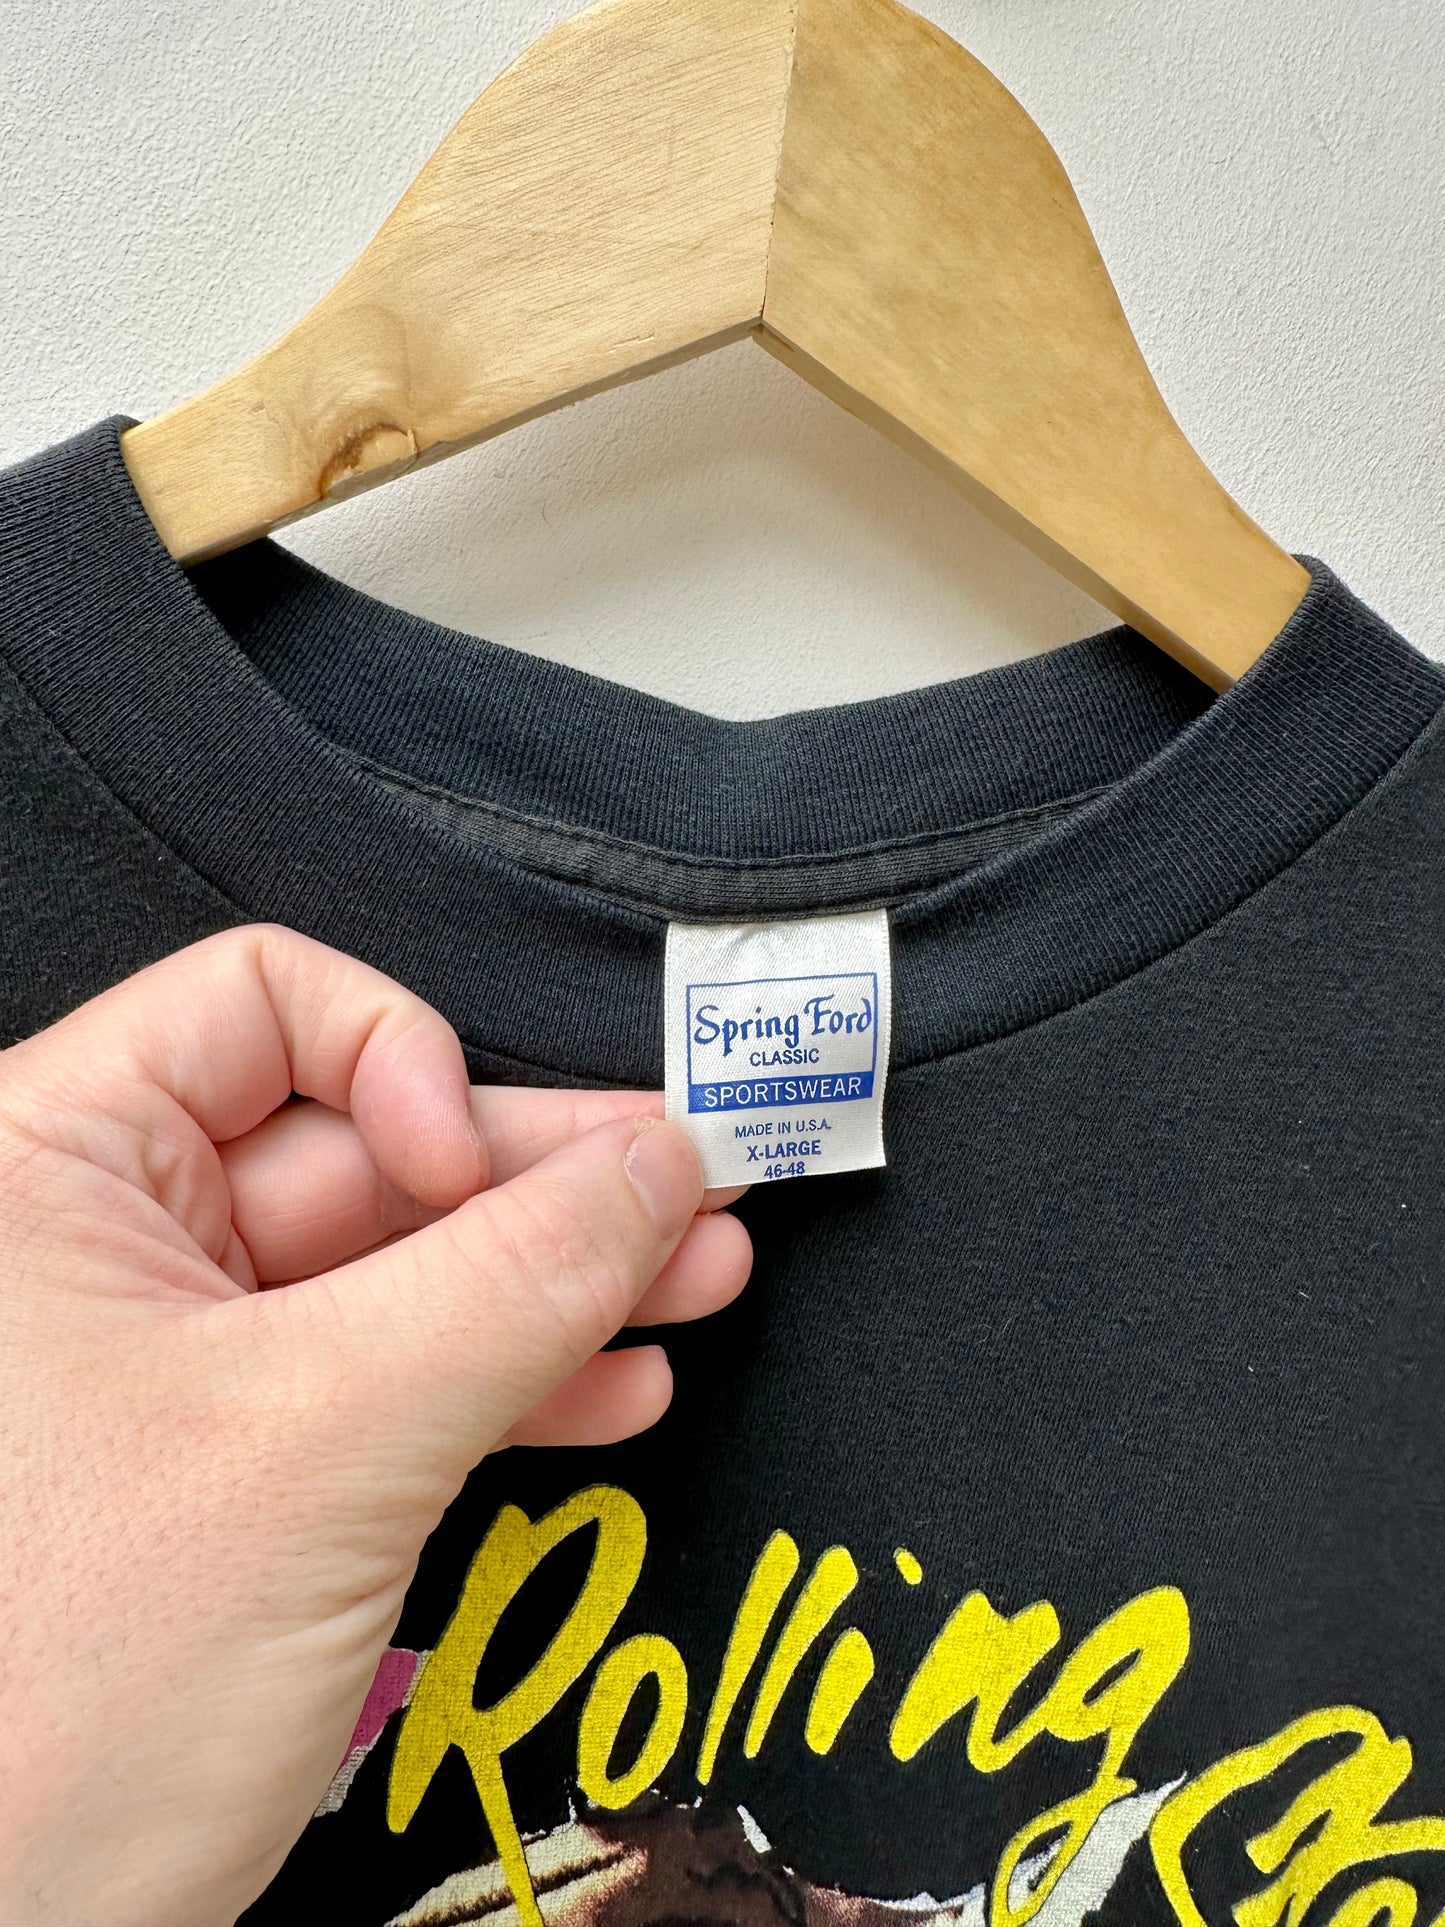 Spring Ford
CLASSIC
SPORTSWEAR
MADE IN U.S.A.
X-LARGE
46-48
Rolling